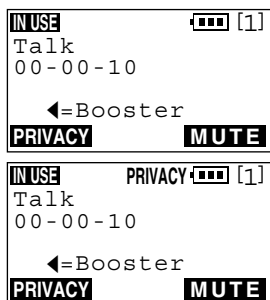 IN USE [1]
Talk
00-00-10
◀=Booster
PRIVACY MUTE
IN USE PRIVACY [1]
Talk
00-00-10
◀=Booster
PRIVACY MUTE